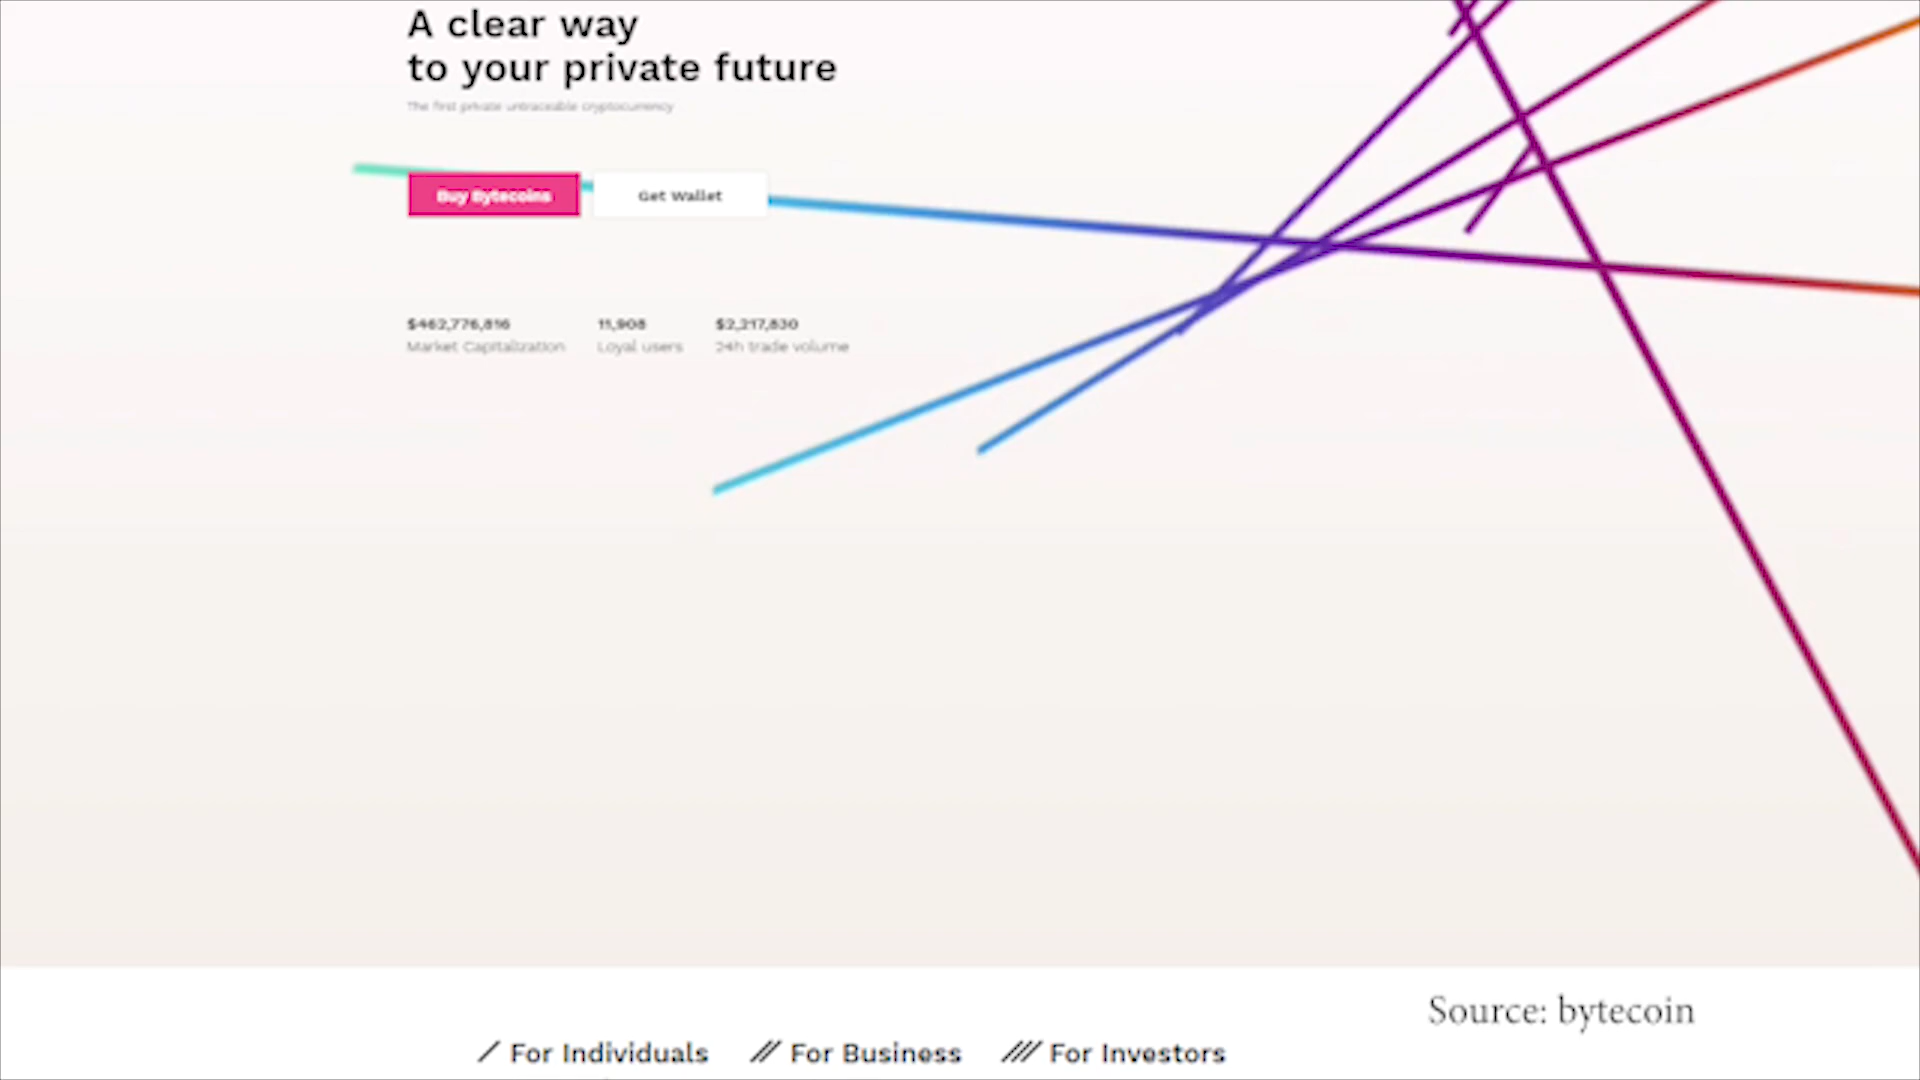 A clear way
to your private future
The first private untraceable cryptocurrency
Buy Bytecoins
Get Wallet
$462,776,816
11,908
$2,217,830
Market Capitalization
Loyal users
24h trade volume
Source: bytecoin
For Individuals
For Business
For Investors